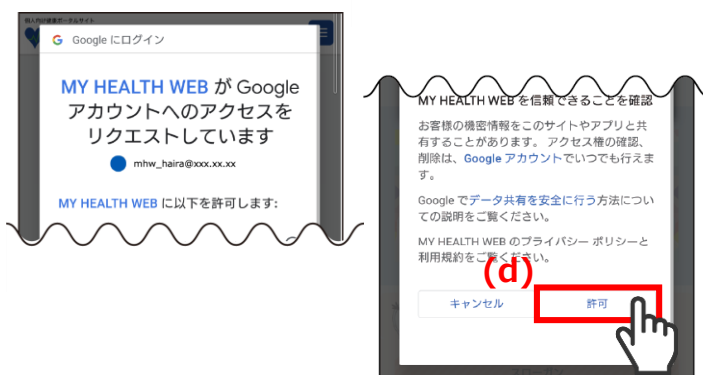 個人向け健康ポータルサイト
G Google にログイン
MY HEALTH WEB が Google
アカウントへのアクセスを
リクエストしています
mhw_haira@xxx.xx.xx
MY HEALTH WEB に以下を許可します:
MY HEALTH WEB を信頼できることを確認
お客様の機密情報をこのサイトやアプリと共
有することがあります。 アクセス権の確認、
削除は、Google アカウントでいつでも行えま
す。
Google でデータ共有を安全に行う方法につい
ての説明をご覧ください。
MY HEALTH WEB のプライバシー ポリシーと
利用規約をご覧ください。
(d)
キャンセル
許可